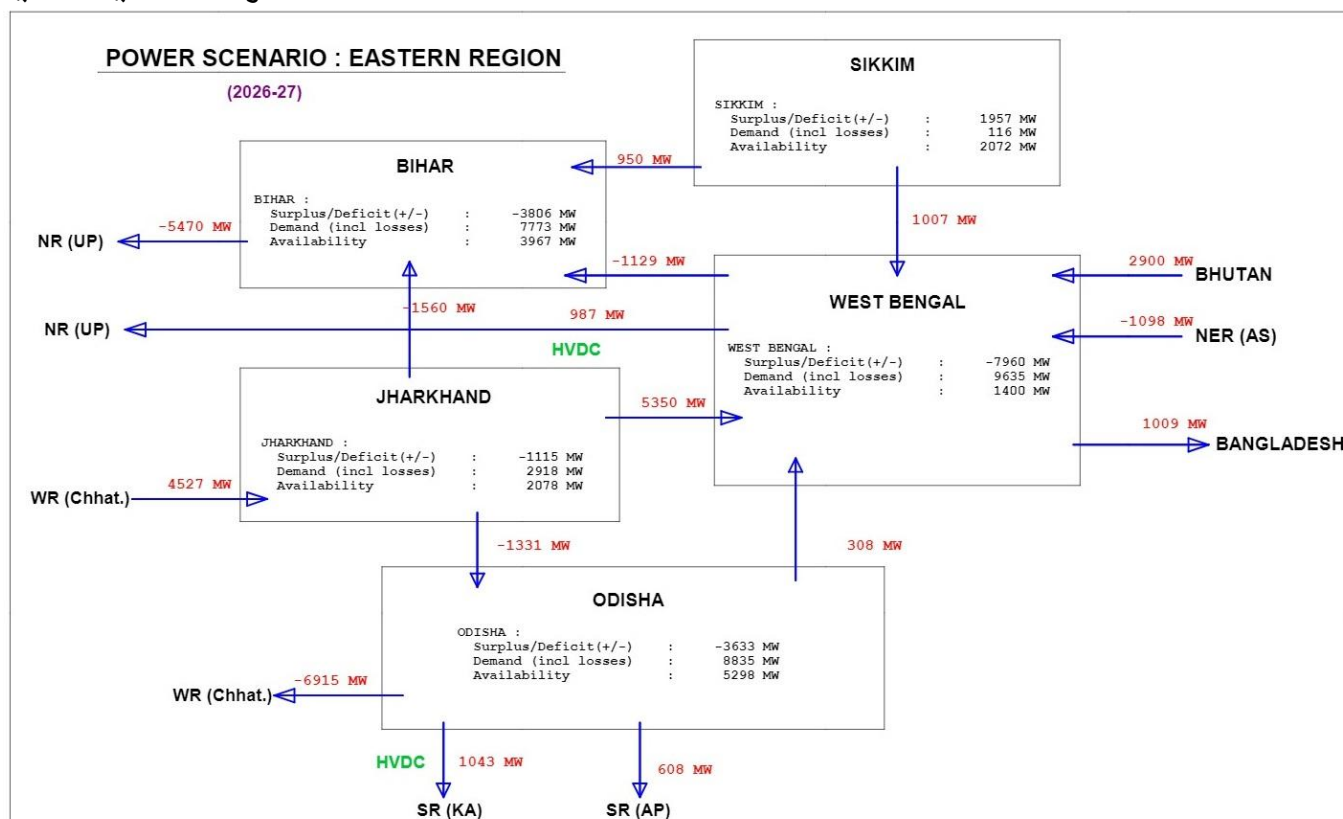 POWER SCENARIO : EASTERN REGION
(2026-27)
SIKKIM
SIKKIM :
Surplus/Deficit(+/-) : 1957 MW
Demand (incl losses) : 116 MW
Availability : 2072 MW
BIHAR
BIHAR :
Surplus/Deficit(+/-) : -3806 MW
Demand (incl losses) : 7773 MW
Availability : 3967 MW
950 MW
1007 MW
-5470 MW
NR (UP)
-1129 MW
2900 MW
BHUTAN
WEST BENGAL
WEST BENGAL :
Surplus/Deficit(+/-) : -7960 MW
Demand (incl losses) : 9635 MW
Availability : 1400 MW
-1560 MW
987 MW
NR (UP)
HVDC
-1098 MW
NER (AS)
JHARKHAND
JHARKHAND :
Surplus/Deficit(+/-) : -1115 MW
Demand (incl losses) : 2918 MW
Availability : 2078 MW
5350 MW
1009 MW
BANGLADESH
4527 MW
WR (Chhat.)
-1331 MW
308 MW
ODISHA
ODISHA :
Surplus/Deficit(+/-) : -3633 MW
Demand (incl losses) : 8835 MW
Availability : 5298 MW
-6915 MW
WR (Chhat.)
HVDC
1043 MW
608 MW
SR (KA)
SR (AP)